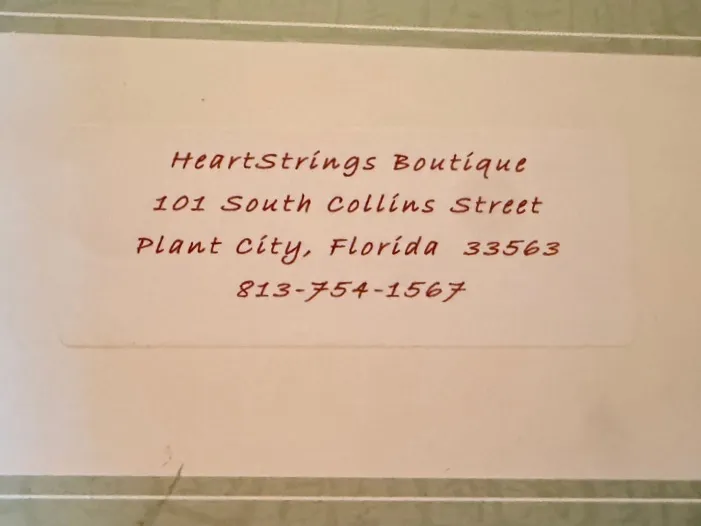 HeartStrings Boutique
101 South Collins Street
Plant City, Florida 33563
813-754-1567